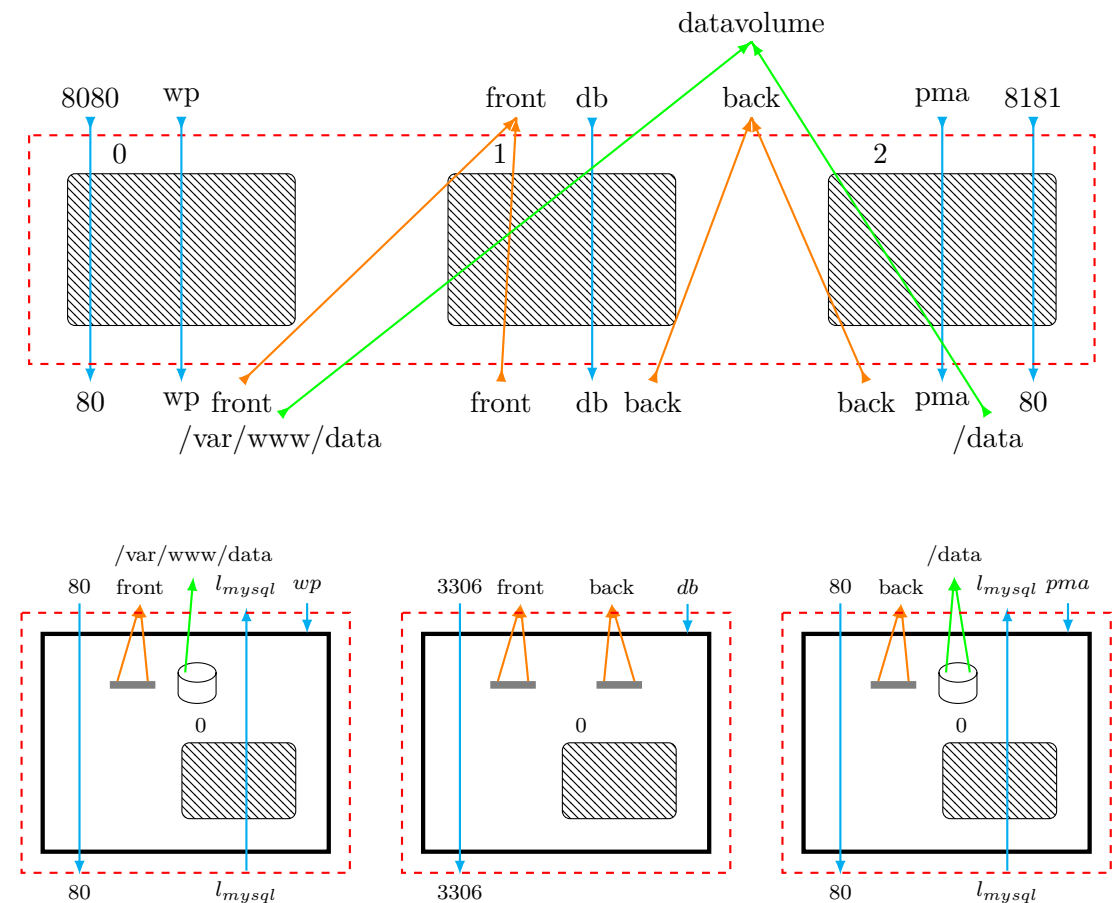 datavolume
8080 wp front db back pma 8181
0 1 2
80 wp front front db back back pma 80
/var/www/data /data
/var/www/data /data
80 front l_mysql wp 3306 front back db 80 back l_mysql pma
0 0 0
80 l_mysql 3306 80 l_mysql